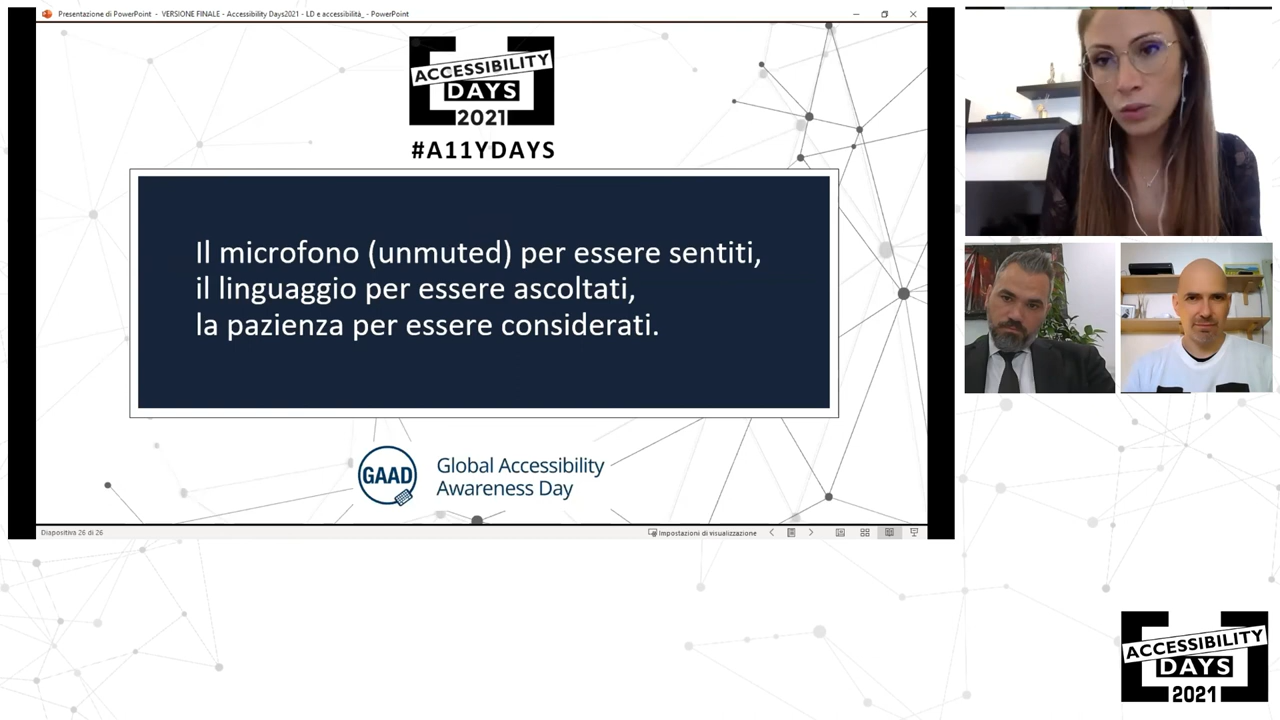 Presentazione di PowerPoint - VERSIONE FINALE - Accessibility Days2021 - LD e accessibilità_ - PowerPoint
ACCESSIBILITY
DAYS
2021
#A11YDAYS
Il microfono (unmuted) per essere sentiti,
il linguaggio per essere ascoltati,
la pazienza per essere considerati.
GAAD
Global Accessibility
Awareness Day
Diapositiva 26 di 26
Impostazioni di visualizzazione
ACCESSIBILITY
DAYS
2021